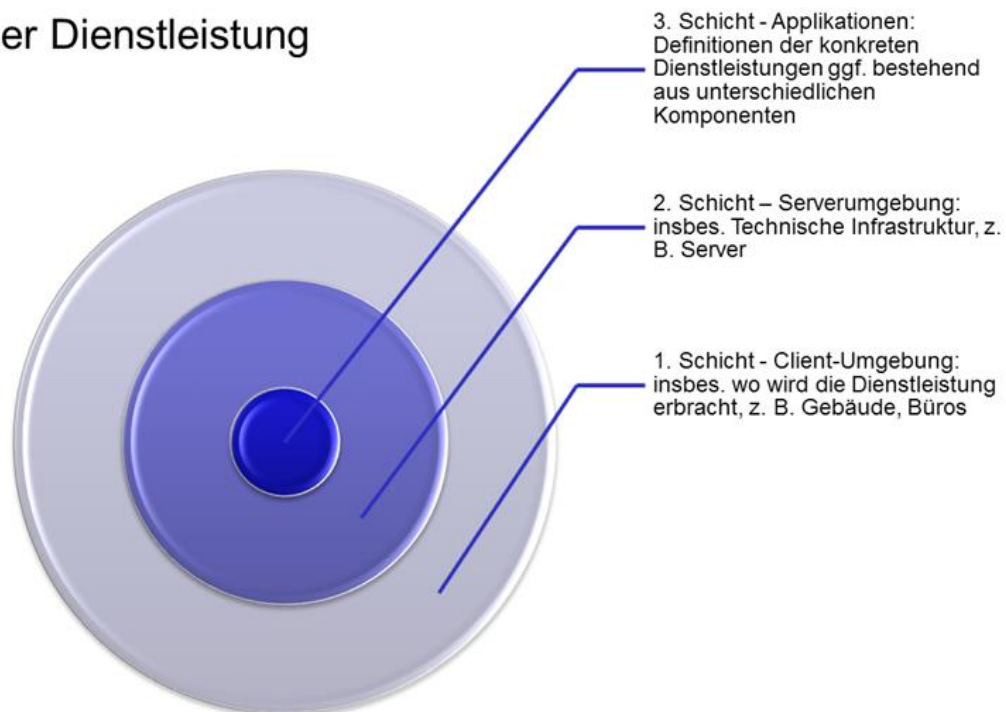 er Dienstleistung
3. Schicht - Applikationen:
Definitionen der konkreten
Dienstleistungen ggf. bestehend
aus unterschiedlichen
Komponenten
2. Schicht – Serverumgebung:
insbes. Technische Infrastruktur, z.
B. Server
1. Schicht - Client-Umgebung:
insbes. wo wird die Dienstleistung
erbracht, z. B. Gebäude, Büros